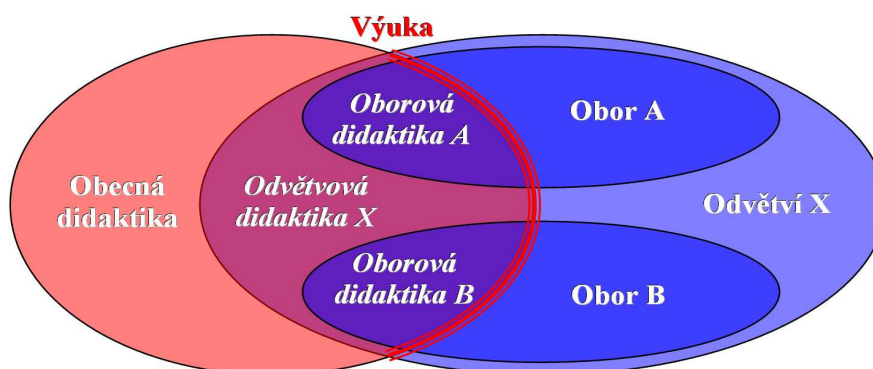 Výuka
Oborová
didaktika A
Obor A
Obecná
didaktika
Odvětvová
didaktika X
Odvětví X
Oborová
didaktika B
Obor B